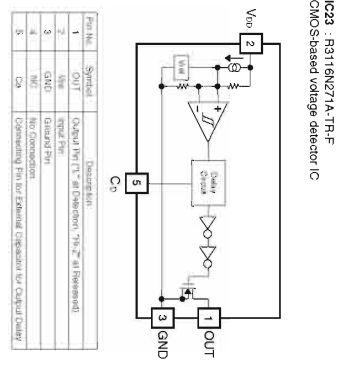 IC23 : R3116N271A-TR-F
CMOS-based voltage detector IC
VDD
2
Vref
+
-
Delay
Circuit
5
CD
1
OUT
3
GND
Pin No. Symbol Description
1 OUT Output Pin ("L" at Detection, "Hi-Z" at Released)
2 VDD Input Pin
3 GND Ground Pin
4 NC No Connection
5 CD Connecting Pin for External Capacitor for Output Delay